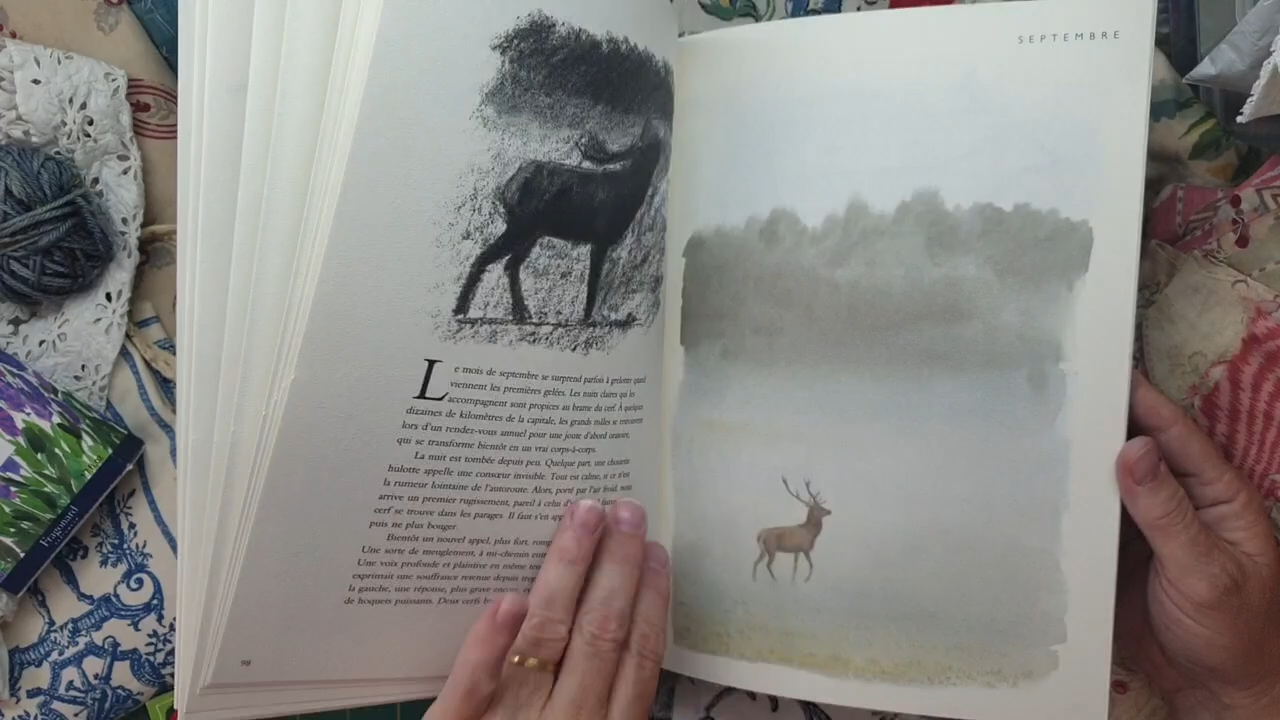 SEPTEMBRE
Le mois de septembre se surprend parfois à grelotter quand
viennent les premières gelées. Les nuits claires qui les
accompagnent sont propices au brame du cerf. À quelques
dizaines de kilomètres de la capitale, les grands mâles se retrouvent
lors d'un rendez-vous annuel pour une joute d'abord oratoire,
qui se transforme bientôt en un vrai corps-à-corps.
La nuit est tombée depuis peu. Quelque part, une chouette
hulotte appelle une consœur invisible. Tout est calme, si ce n'est
la rumeur lointaine de l'autoroute. Alors, porté par l'air froid, nous
arrive un premier rugissement, pareil à celui d'un
cerf se trouve dans les parages. Il faut s'en
puis ne plus bouger.
Bientôt un nouvel appel, plus fort,
Une sorte de meuglement, à mi-chemin
Une voix profonde et plaintive en même
exprimait une souffrance retenue depuis
la gauche, une réponse, plus grave encore,
de hoquets puissants. Deux cerfs
98
Fragonard